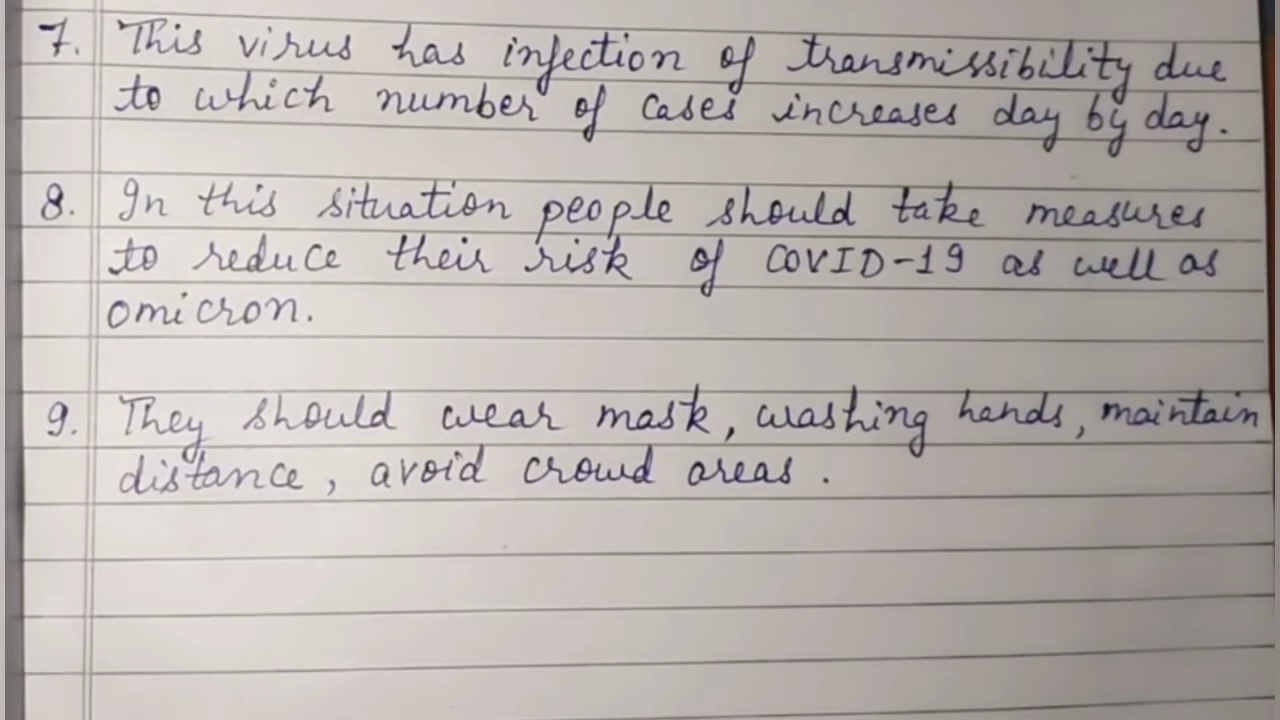 7. This virus has infection of transmissibility due
to which number of cases increases day by day.
8. In this situation people should take measures
to reduce their risk of COVID-19 as well as
omicron.
9. They should wear mask, washing hands, maintain
distance, avoid crowd areas.